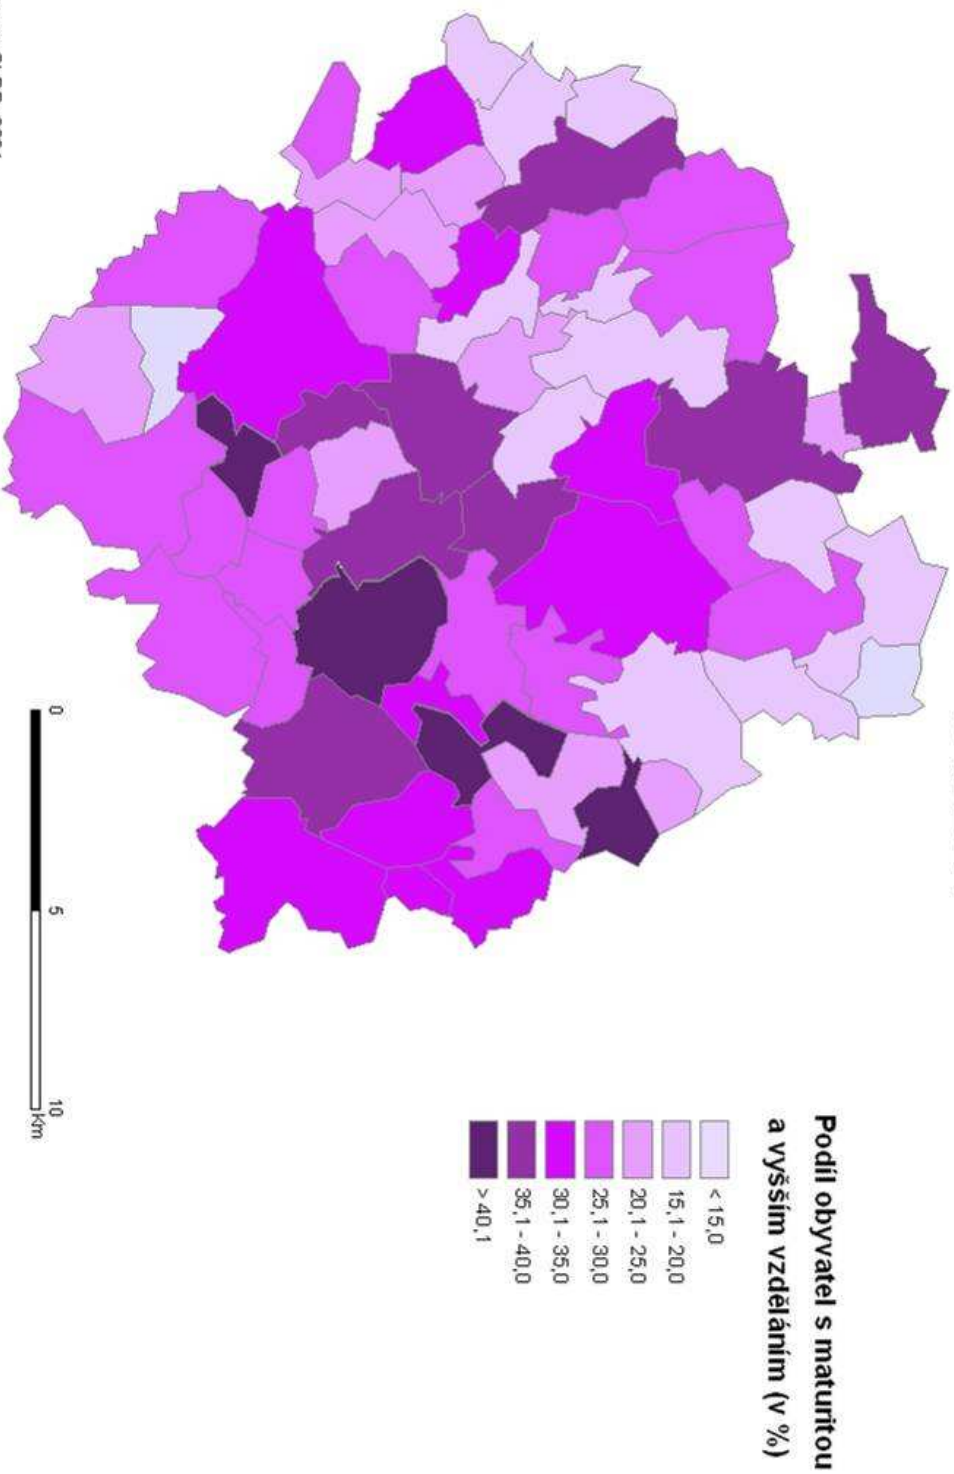 Podíl obyvatel s maturitou
a vyšším vzděláním (v %)
< 15,0
15,1 - 20,0
20,1 - 25,0
25,1 - 30,0
30,1 - 35,0
35,1 - 40,0
> 40,1
0 5 10
Km